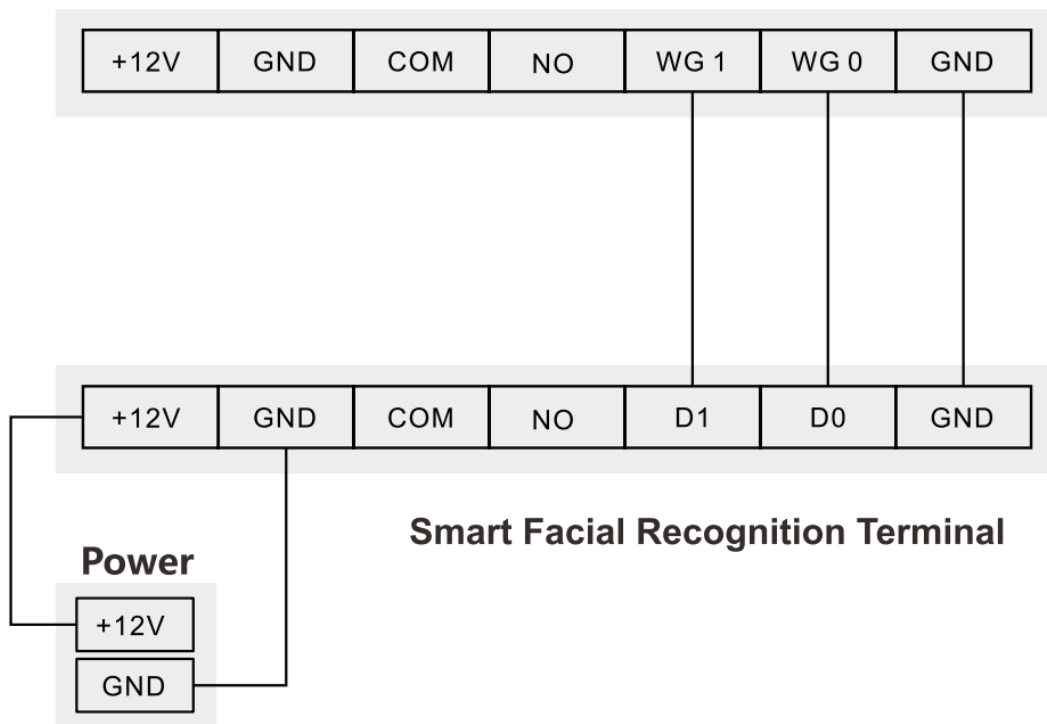 +12V GND COM NO WG 1 WG 0 GND
+12V GND COM NO D1 D0 GND
Smart Facial Recognition Terminal
Power
+12V
GND